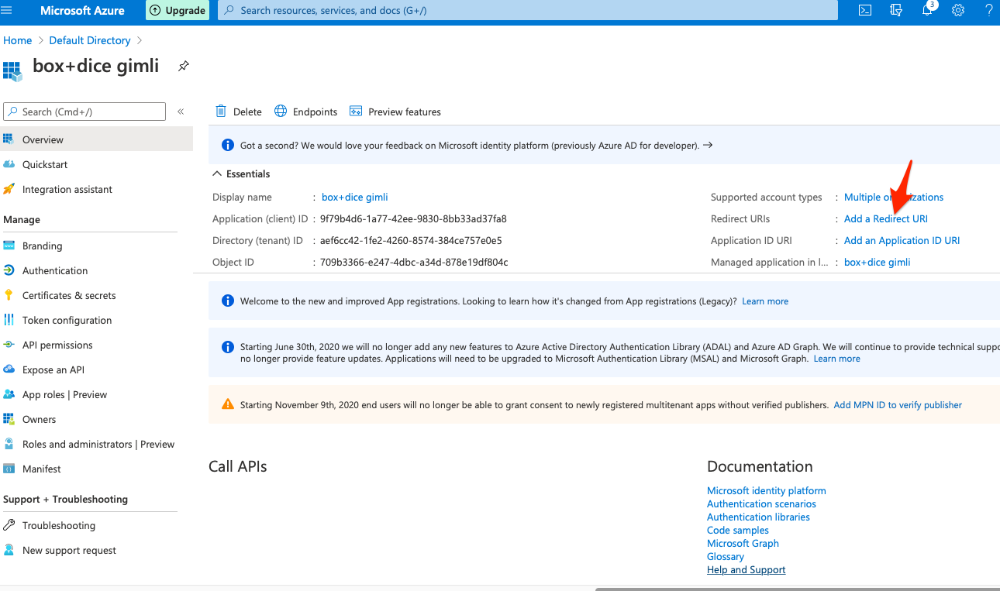 Microsoft Azure
Upgrade
Search resources, services, and docs (G+/)
3
?
Home > Default Directory >
box+dice gimli
Search (Cmd+/)
«
Overview
Quickstart
Integration assistant
Manage
Branding
Authentication
Certificates & secrets
Token configuration
API permissions
Expose an API
App roles | Preview
Owners
Roles and administrators | Preview
Manifest
Support + Troubleshooting
Troubleshooting
New support request
Delete
Endpoints
Preview features
Got a second? We would love your feedback on Microsoft identity platform (previously Azure AD for developer). →
Essentials
Display name : box+dice gimli
Application (client) ID : 9f79b4d6-1a77-42ee-9830-8bb33ad37fa8
Directory (tenant) ID : aef6cc42-1fe2-4260-8574-384ce757e0e5
Object ID : 709b3366-e247-4dbc-a34d-878e19df804c
Supported account types : Multiple
Redirect URIs : Add a Redirect URI
Application ID URI : Add an Application ID URI
Managed application in l... : box+dice gimli
Welcome to the new and improved App registrations. Looking to learn how it's changed from App registrations (Legacy)? Learn more
Starting June 30th, 2020 we will no longer add any new features to Azure Active Directory Authentication Library (ADAL) and Azure AD Graph. We will continue to provide technical
no longer provide feature updates. Applications will need to be upgraded to Microsoft Authentication Library (MSAL) and Microsoft Graph. Learn more
Starting November 9th, 2020 end users will no longer be able to grant consent to newly registered multitenant apps without verified publishers. Add MPN ID to verify publisher
Call APIs
Documentation
Microsoft identity platform
Authentication scenarios
Authentication libraries
Code samples
Microsoft Graph
Glossary
Help and Support